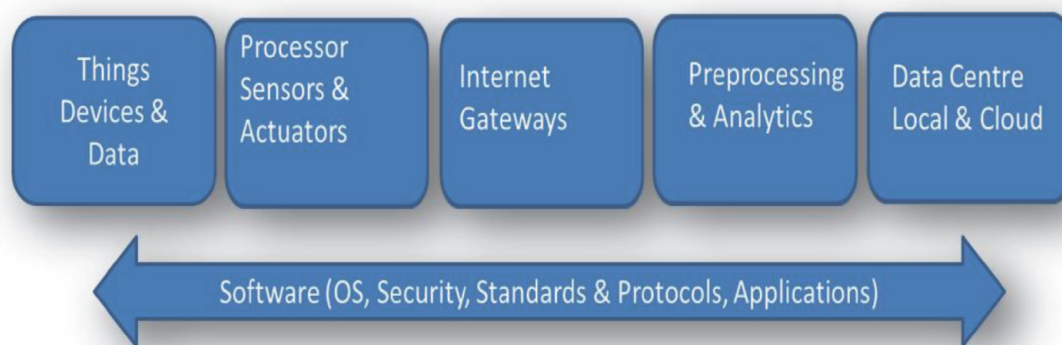 Things
Devices &
Data
Processor
Sensors &
Actuators
Internet
Gateways
Preprocessing
& Analytics
Data Centre
Local & Cloud
Software (OS, Security, Standards & Protocols, Applications)